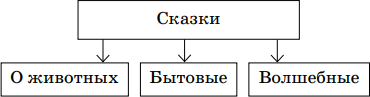 Сказки
О животных
Бытовые
Волшебные